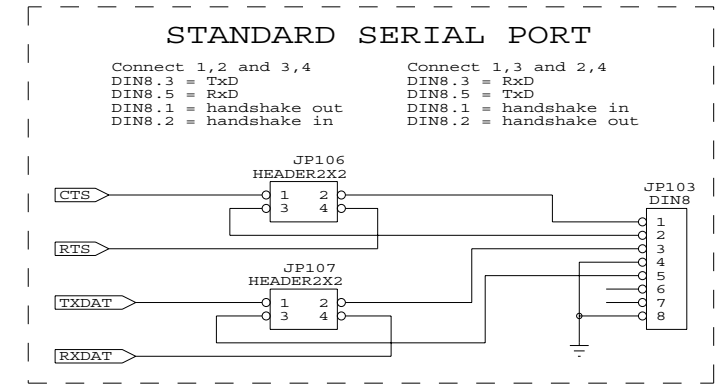 STANDARD SERIAL PORT
Connect 1,2 and 3,4
DIN8.3 = TxD
DIN8.5 = RxD
DIN8.1 = handshake out
DIN8.2 = handshake in
Connect 1,3 and 2,4
DIN8.3 = RxD
DIN8.5 = TxD
DIN8.1 = handshake in
DIN8.2 = handshake out
JP106
HEADER2X2
CTS
1 2
3 4
RTS
JP107
HEADER2X2
TXDAT
1 2
3 4
RXDAT
JP103
DIN8
1
2
3
4
5
6
7
8